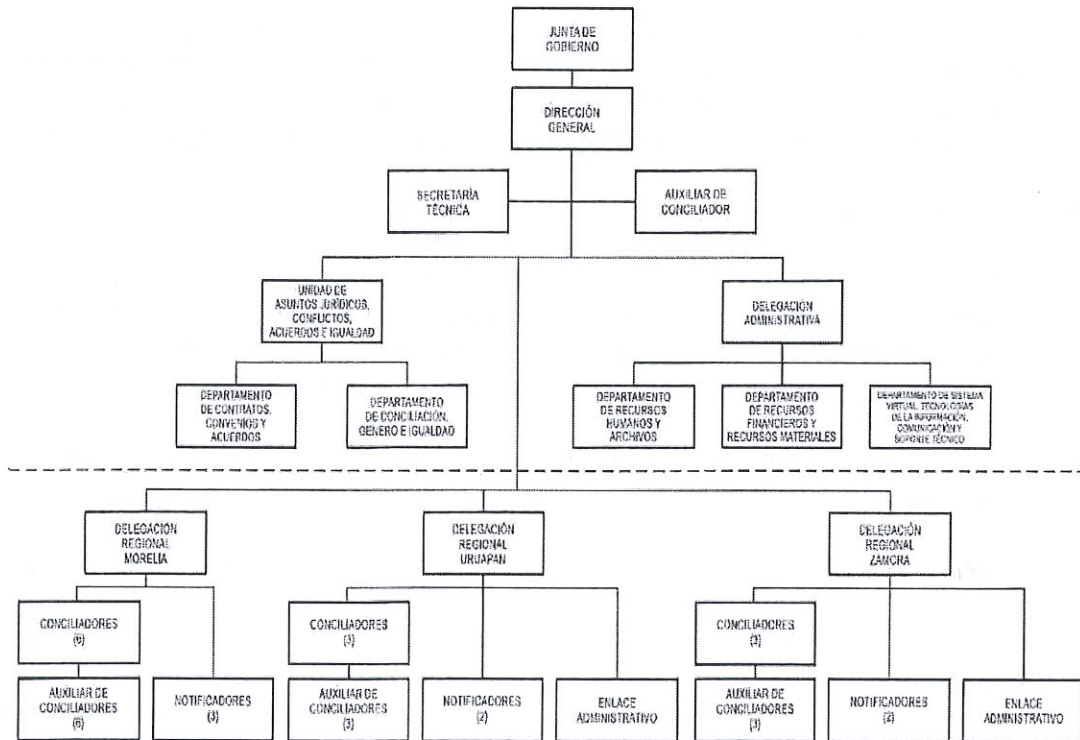 JUNTA DE
GOBIERNO
DIRECCIÓN
GENERAL
SECRETARÍA
TÉCNICA
AUXILIAR DE
CONCILIADOR
UNIDAD DE
ASUNTOS JURÍDICOS,
CONFLICTOS,
ACUERDOS E IGUALDAD
DELEGACIÓN
ADMINISTRATIVA
DEPARTAMENTO
DE CONTRATOS,
CONVENIOS Y
ACUERDOS
DEPARTAMENTO
DE CONCILIACIÓN,
GENERO E IGUALDAD
DEPARTAMENTO
DE RECURSOS
HUMANOS Y
ARCHIVOS
DEPARTAMENTO
DE RECURSOS
FINANCIEROS Y
RECURSOS MATERIALES
DEPARTAMENTO DE SISTEMA
VIRTUAL, TECNOLOGÍAS
DE LA INFORMACIÓN,
COMUNICACIÓN Y
SOPORTE TÉCNICO
DELEGACIÓN
REGIONAL
MORELIA
DELEGACIÓN
REGIONAL
URUAPAN
DELEGACIÓN
REGIONAL
ZAMORA
CONCILIADORES
(6)
CONCILIADORES
(3)
CONCILIADORES
(3)
AUXILIAR DE
CONCILIADORES
(6)
NOTIFICADORES
(3)
AUXILIAR DE
CONCILIADORES
(3)
NOTIFICADORES
(2)
ENLACE
ADMINISTRATIVO
AUXILIAR DE
CONCILIADORES
(3)
NOTIFICADORES
(2)
ENLACE
ADMINISTRATIVO